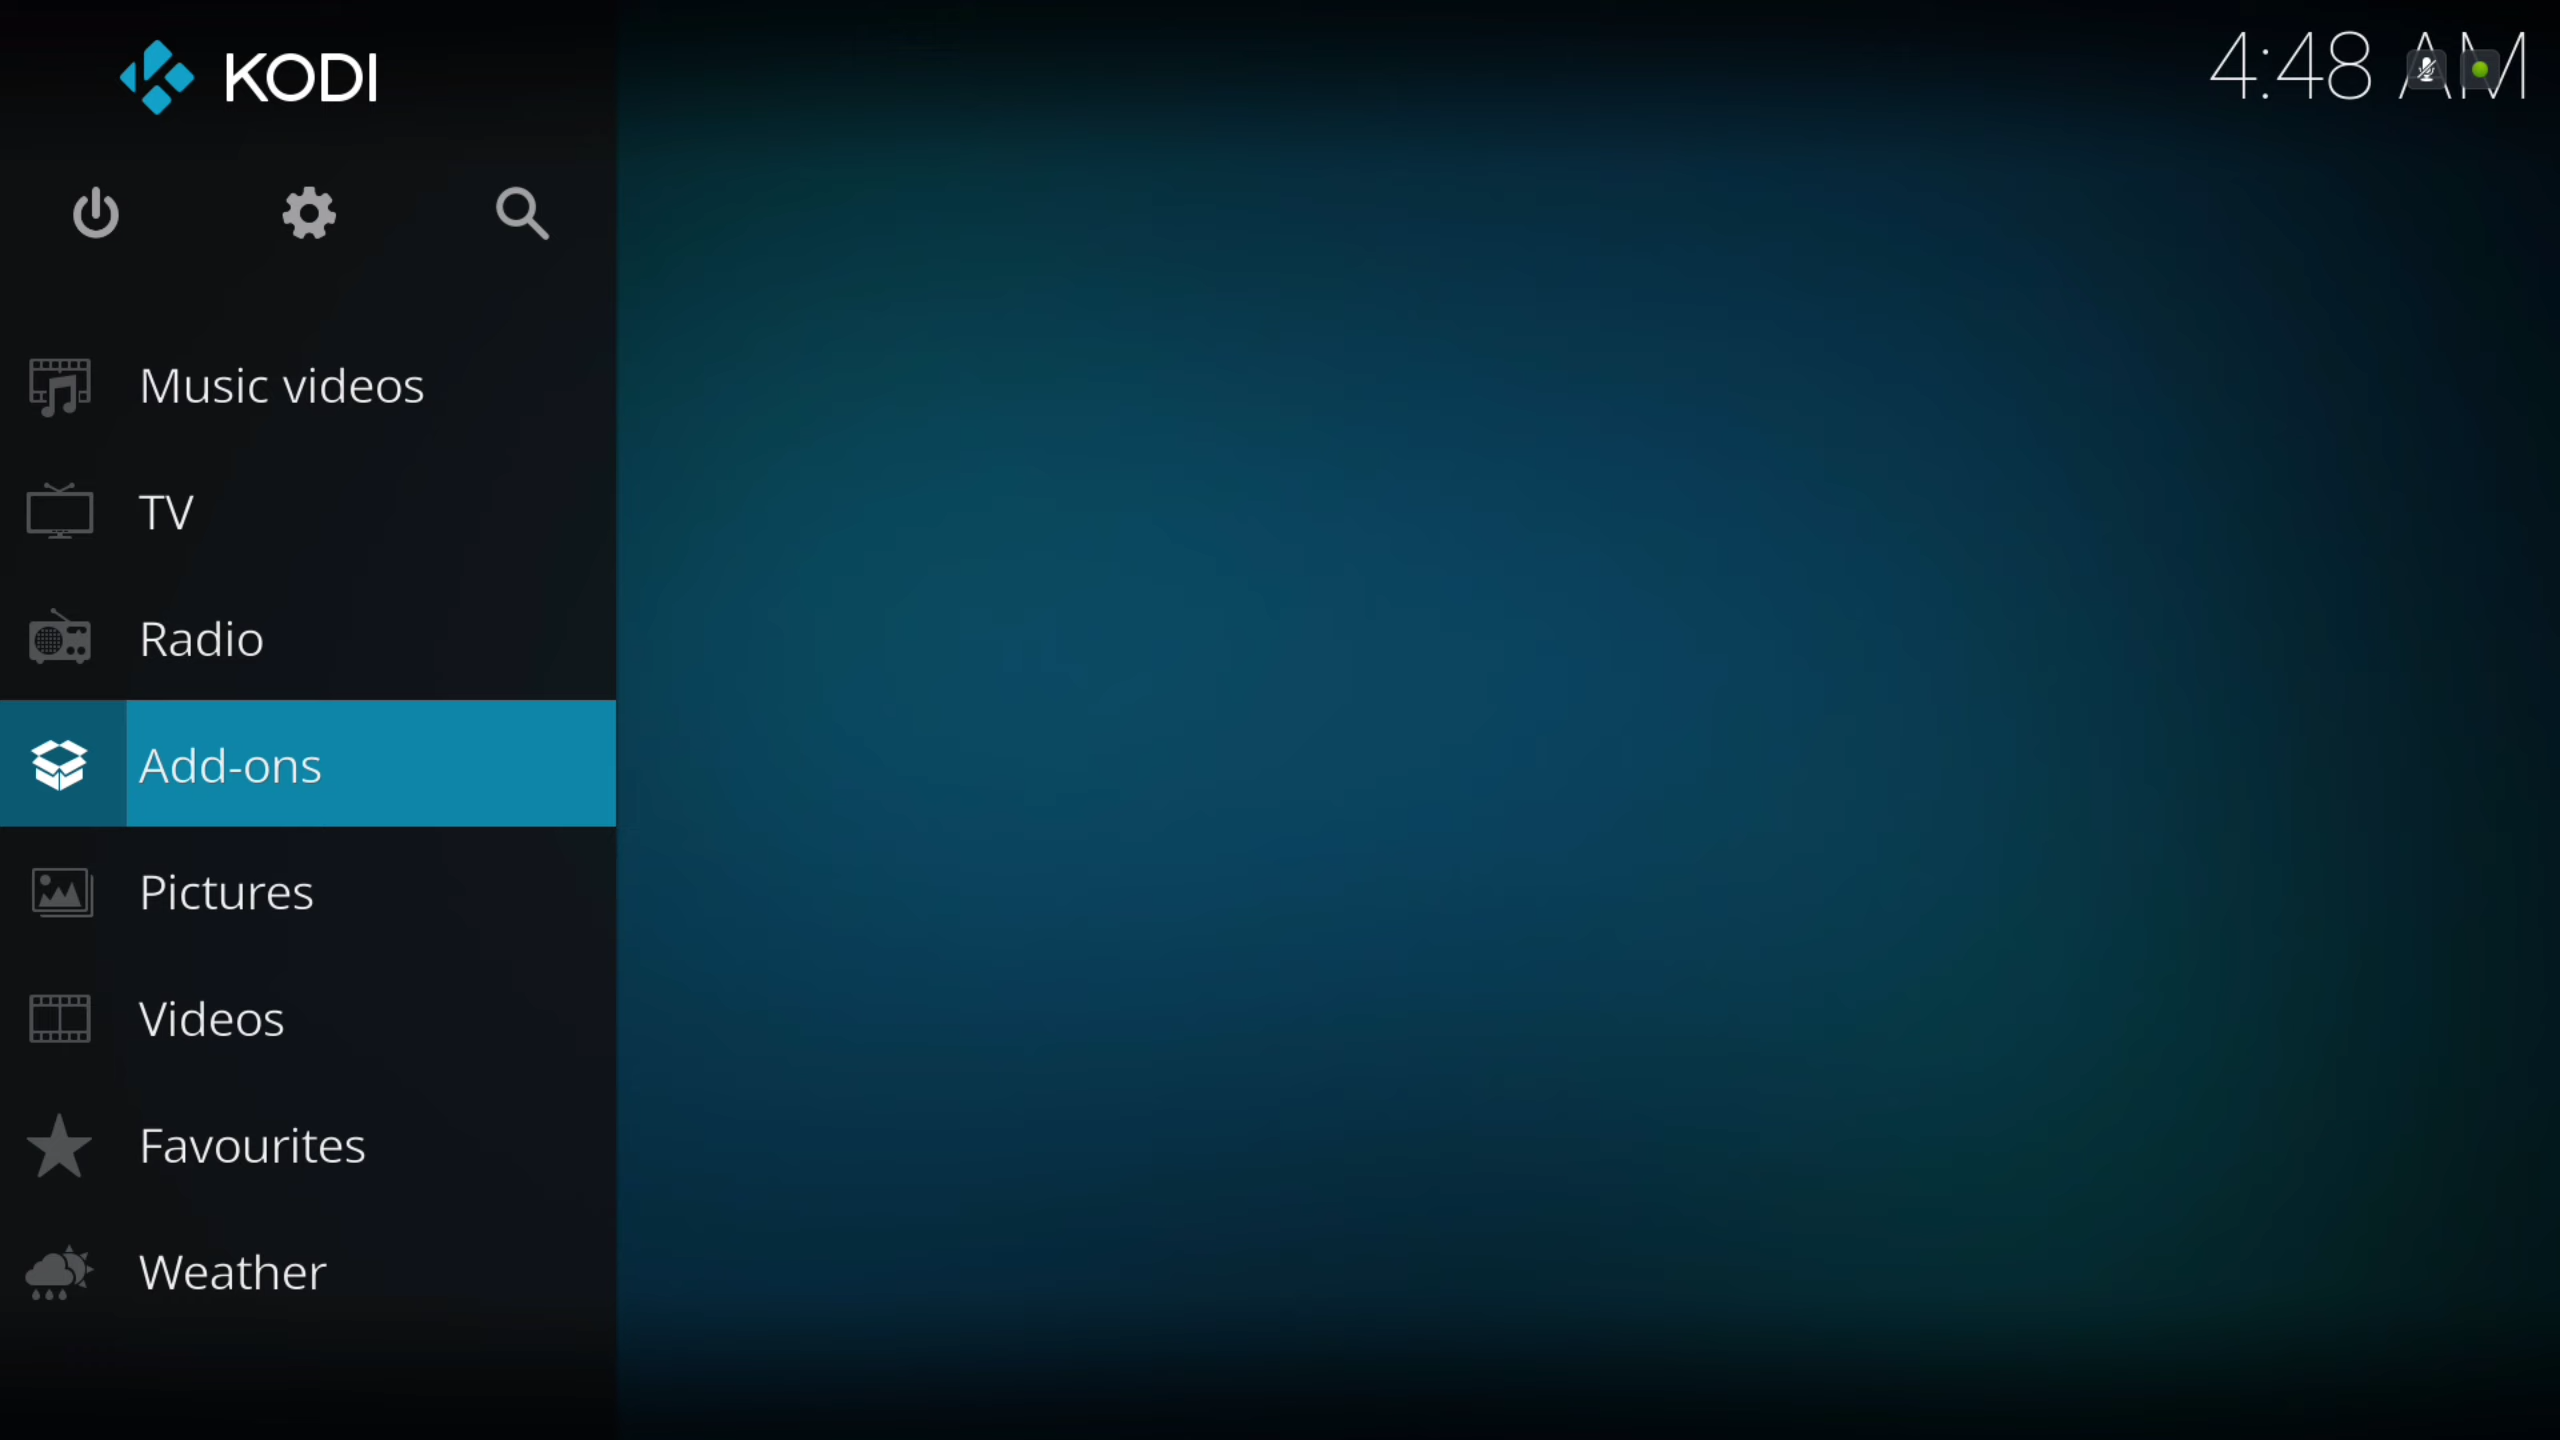 KODI
4:48 AM
Music videos
TV
Radio
Add-ons
Pictures
Videos
Favourites
Weather